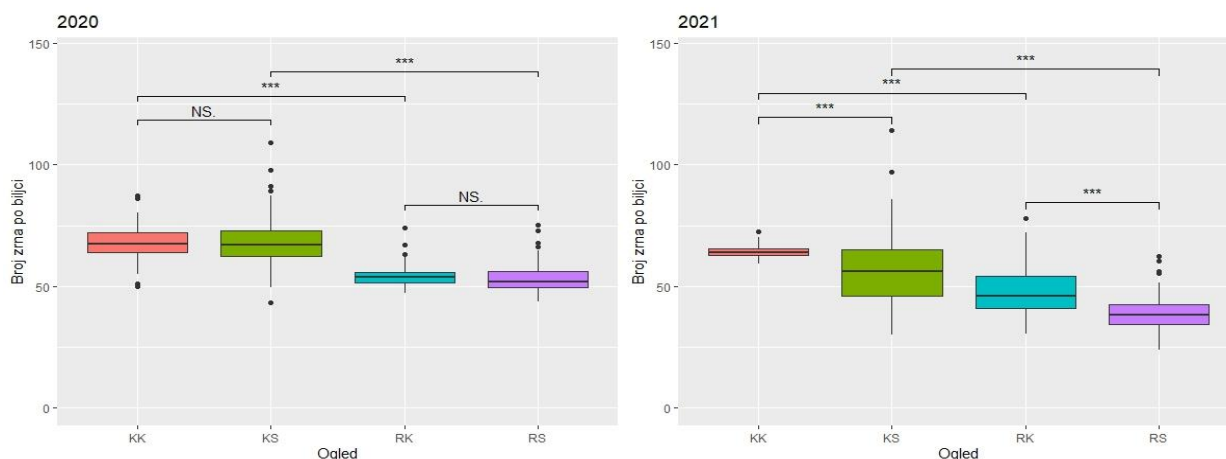 2020
150
100
50
0
Broj zrna po biljci
***
***
NS.
NS.
KK KS RK RS
Ogled
2021
150
100
50
0
Broj zrna po biljci
***
***
***
***
KK KS RK RS
Ogled